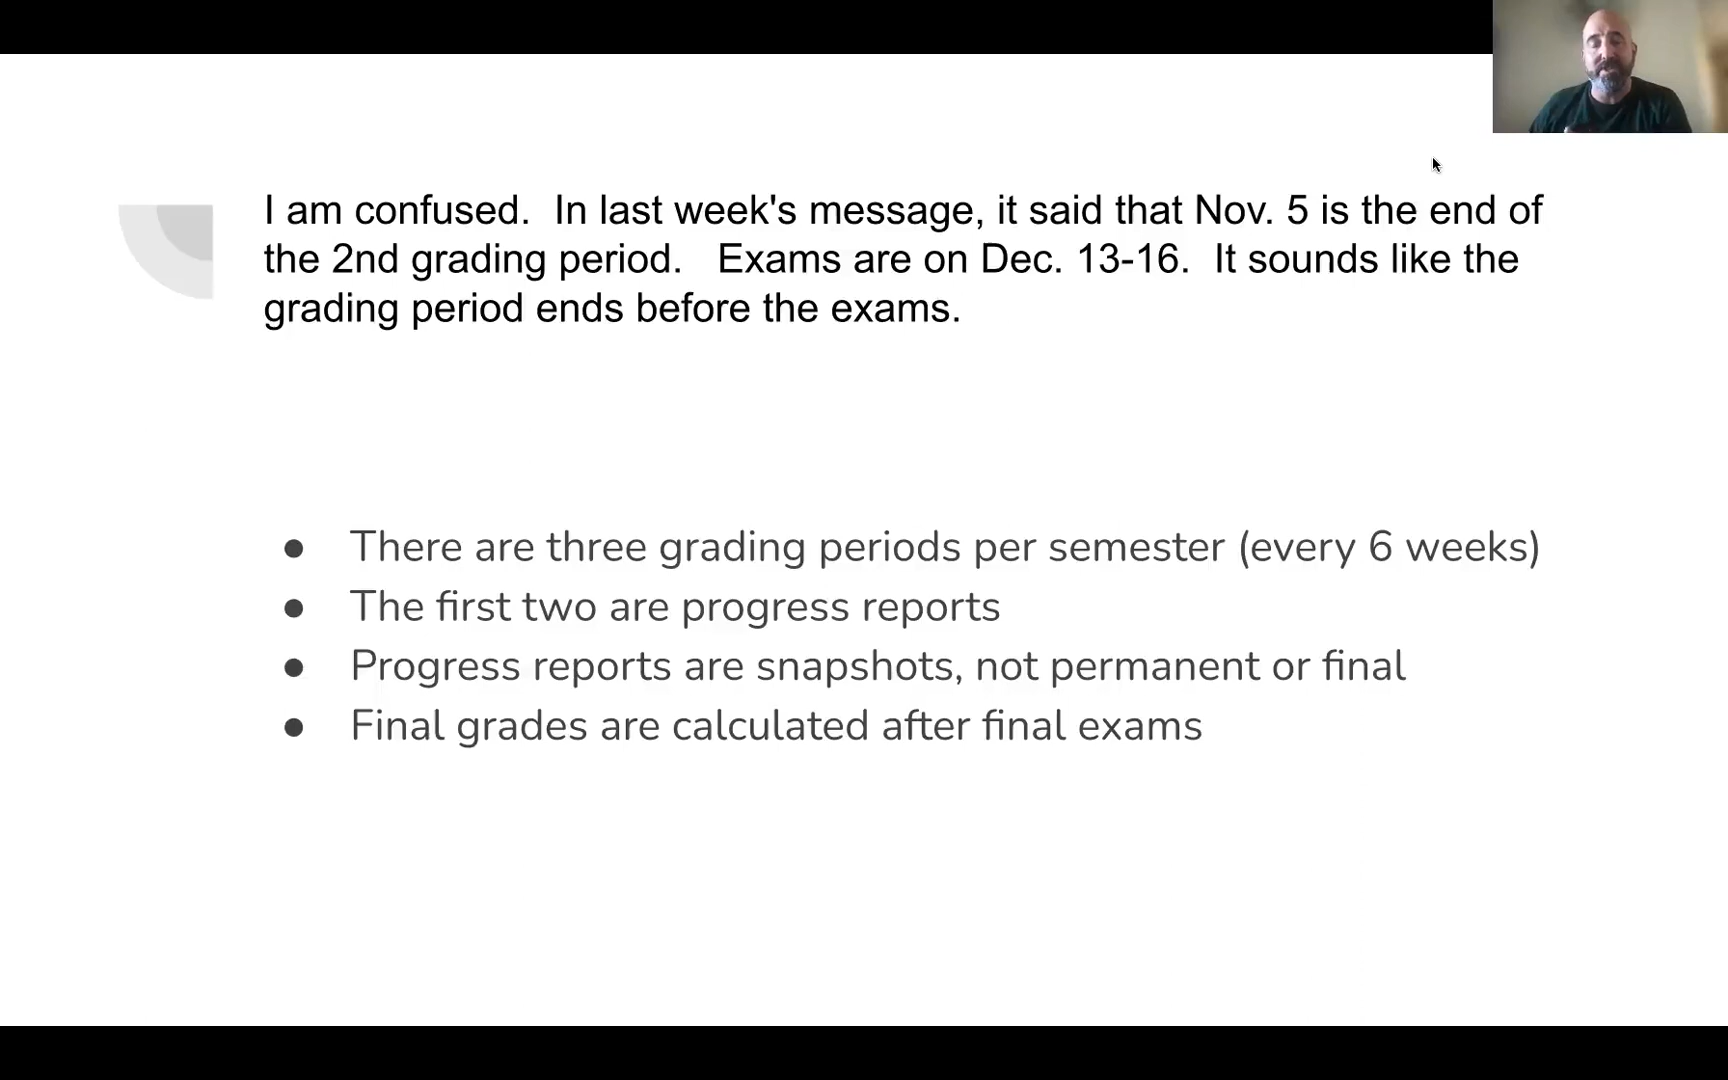 I am confused.  In last week's message, it said that Nov. 5 is the end of
the 2nd grading period.   Exams are on Dec. 13-16.  It sounds like the
grading period ends before the exams.
● There are three grading periods per semester (every 6 weeks)
● The first two are progress reports
● Progress reports are snapshots, not permanent or final
● Final grades are calculated after final exams